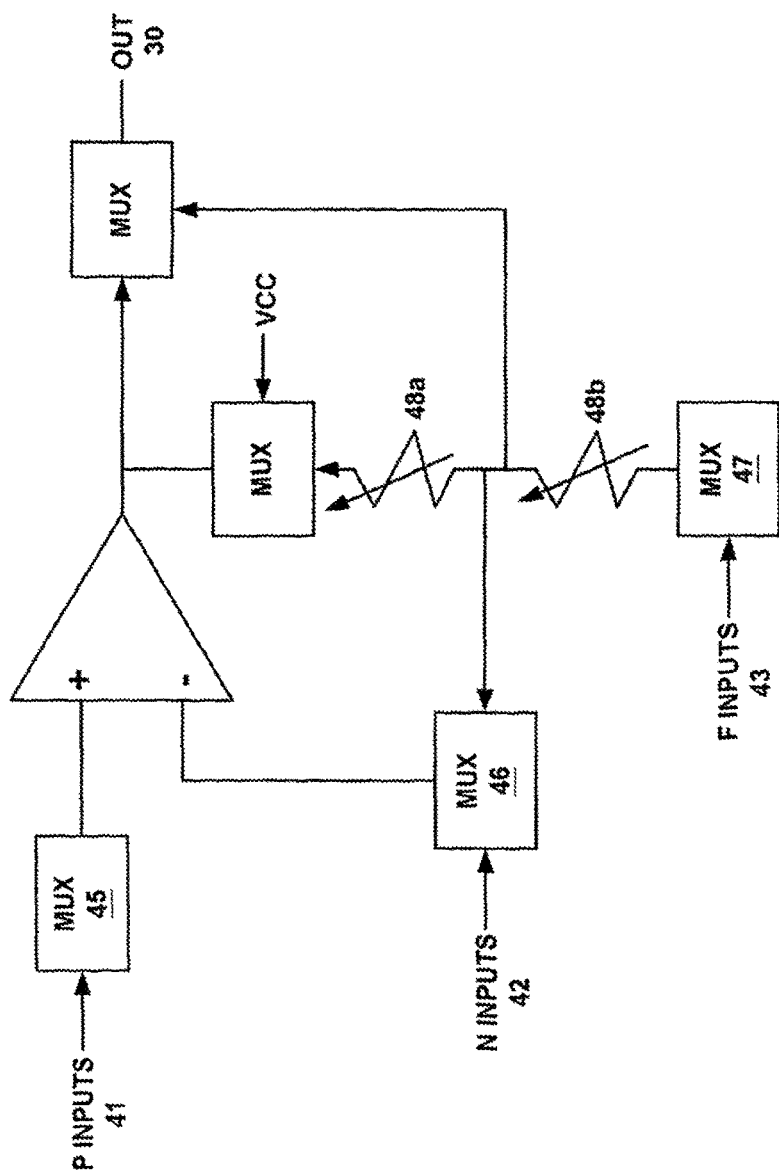 P INPUTS
41
MUX
45
+
-
N INPUTS
42
MUX
46
MUX
VCC
48a
48b
F INPUTS
43
MUX
47
MUX
OUT
30